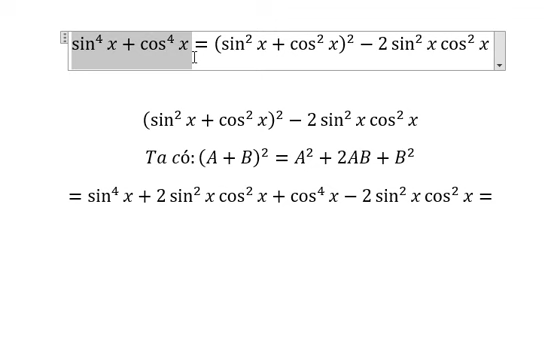 sin⁴ x + cos⁴ x = (sin² x + cos² x)² − 2 sin² x cos² x
(sin² x + cos² x)² − 2 sin² x cos² x
Ta có: (A + B)² = A² + 2AB + B²
= sin⁴ x + 2 sin² x cos² x + cos⁴ x − 2 sin² x cos² x =